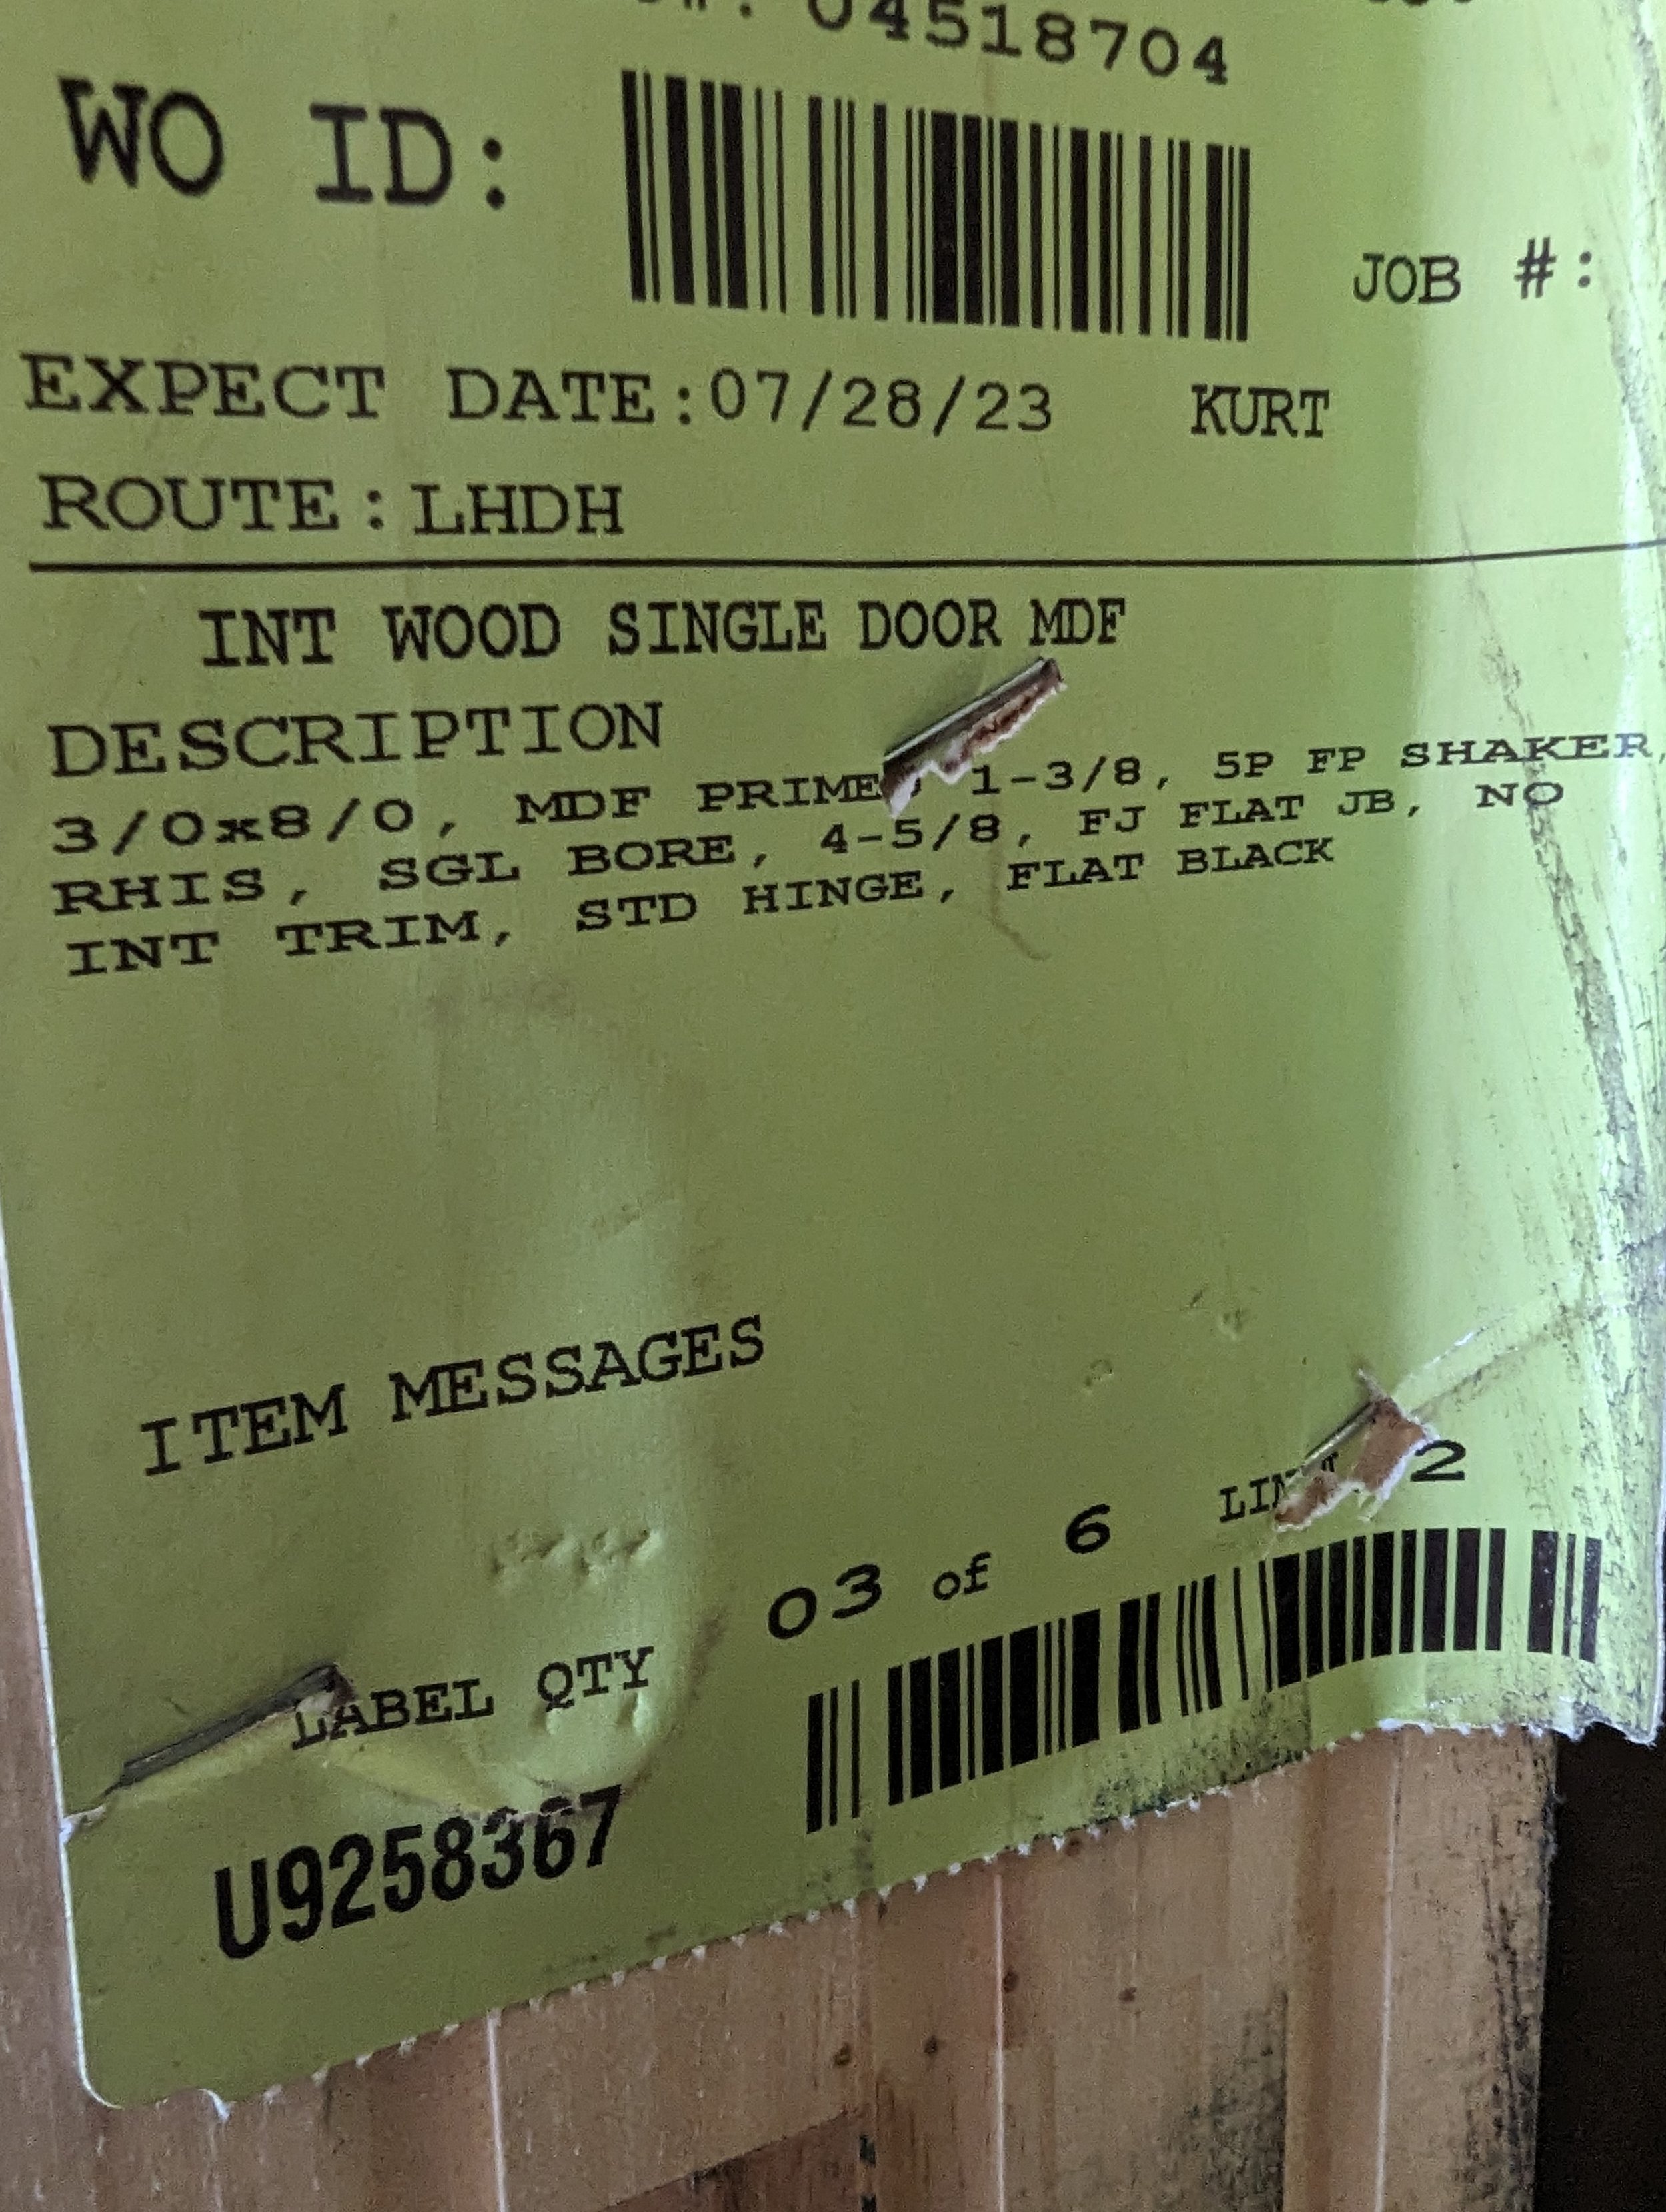 04518704
WO ID:
JOB #:
EXPECT DATE:07/28/23 KURT
ROUTE:LHDH
INT WOOD SINGLE DOOR MDF
DESCRIPTION
3/0x8/0, MDF PRIMED 1-3/8, 5P FP SHAKER,
RHIS, SGL BORE, 4-5/8, FJ FLAT JB, NO
INT TRIM, STD HINGE, FLAT BLACK
ITEM MESSAGES
LABEL QTY 03 of 6 2
U9258367